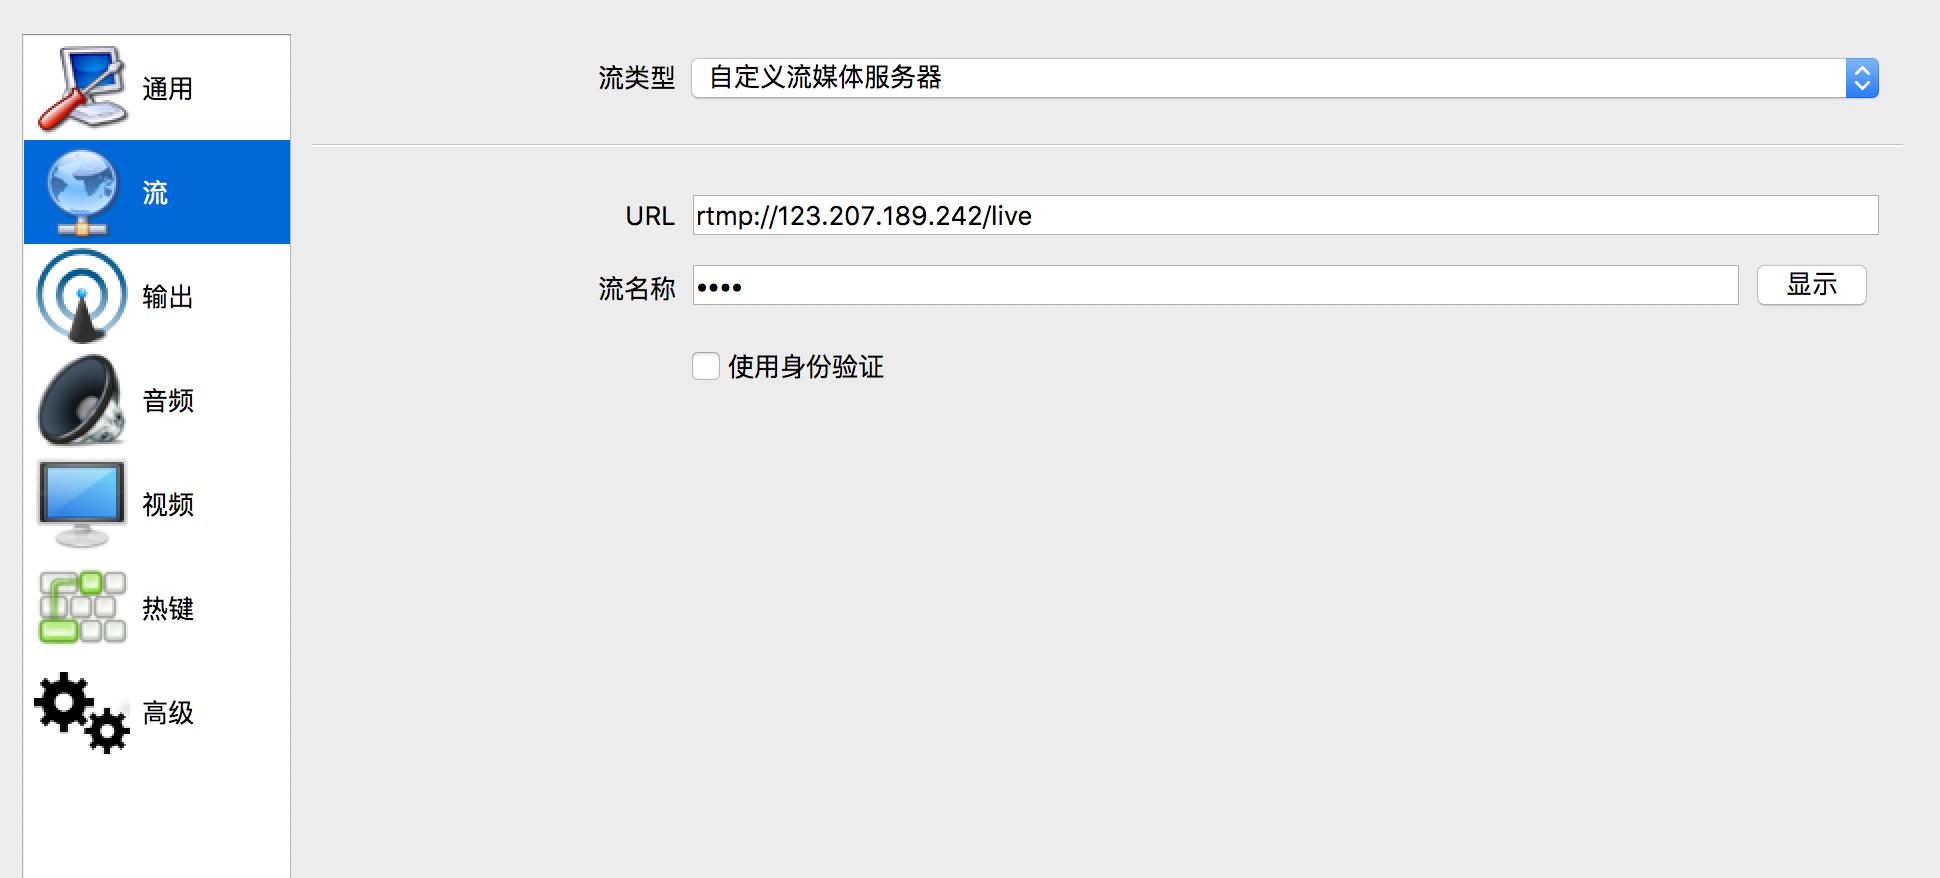 通用
流
输出
音频
视频
热键
高级
流类型 自定义流媒体服务器
URL rtmp://123.207.189.242/live
流名称 •••• 显示
使用身份验证